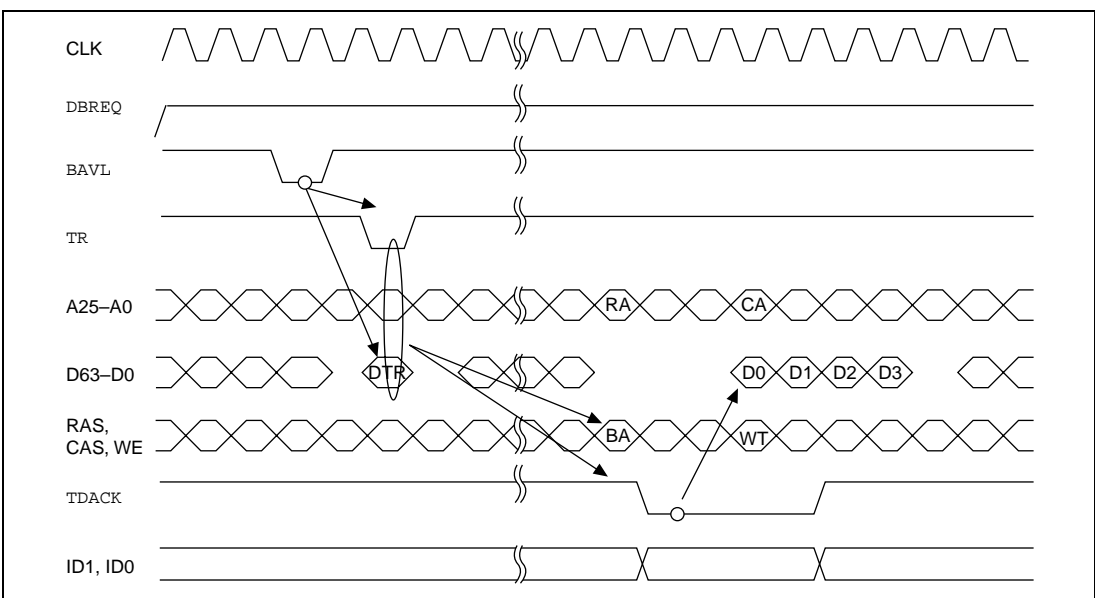 CLK
DBREQ
BAVL
TR
A25–A0 RA CA
D63–D0 DTR D0 D1 D2 D3
RAS,
CAS, WE BA WT
TDACK
ID1, ID0